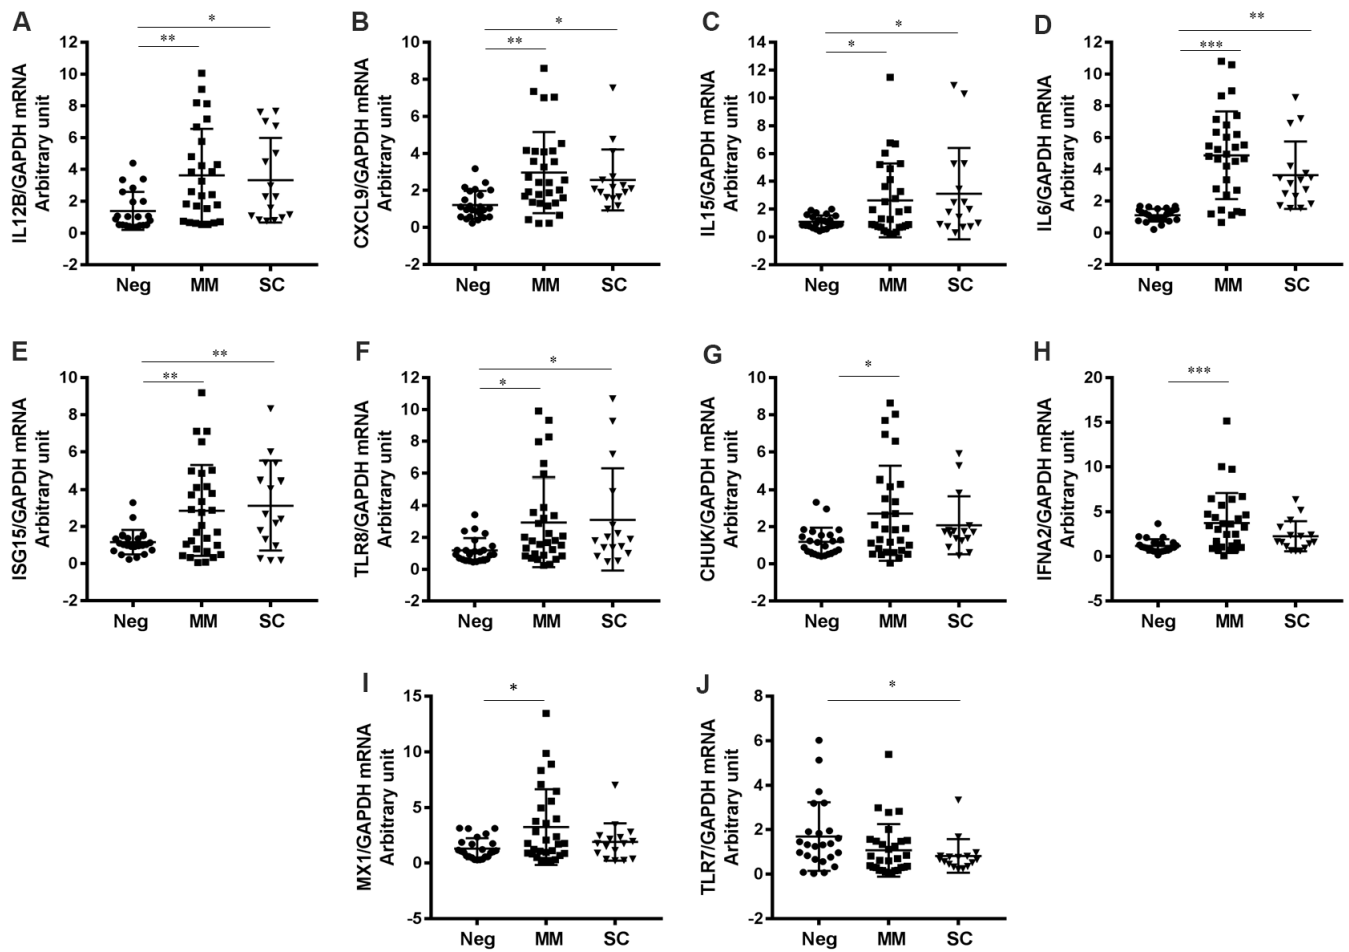 A
*
**
IL12B/GAPDH mRNA
Arbitrary unit
12
10
8
6
4
2
0
-2
Neg MM SC
B
*
**
CXCL9/GAPDH mRNA
Arbitrary unit
10
8
6
4
2
0
-2
Neg MM SC
C
*
*
IL15/GAPDH mRNA
Arbitrary unit
14
12
10
8
6
4
2
0
-2
Neg MM SC
D
**
***
IL6/GAPDH mRNA
Arbitrary unit
12
10
8
6
4
2
0
-2
Neg MM SC
E
**
**
ISG15/GAPDH mRNA
Arbitrary unit
10
8
6
4
2
0
-2
Neg MM SC
F
*
*
TLR8/GAPDH mRNA
Arbitrary unit
12
10
8
6
4
2
0
-2
Neg MM SC
G
*
CHUK/GAPDH mRNA
Arbitrary unit
10
8
6
4
2
0
-2
Neg MM SC
H
***
IFNA2/GAPDH mRNA
Arbitrary unit
20
15
10
5
0
-5
Neg MM SC
I
*
MX1/GAPDH mRNA
Arbitrary unit
15
10
5
0
-5
Neg MM SC
J
*
TLR7/GAPDH mRNA
Arbitrary unit
8
6
4
2
0
-2
Neg MM SC